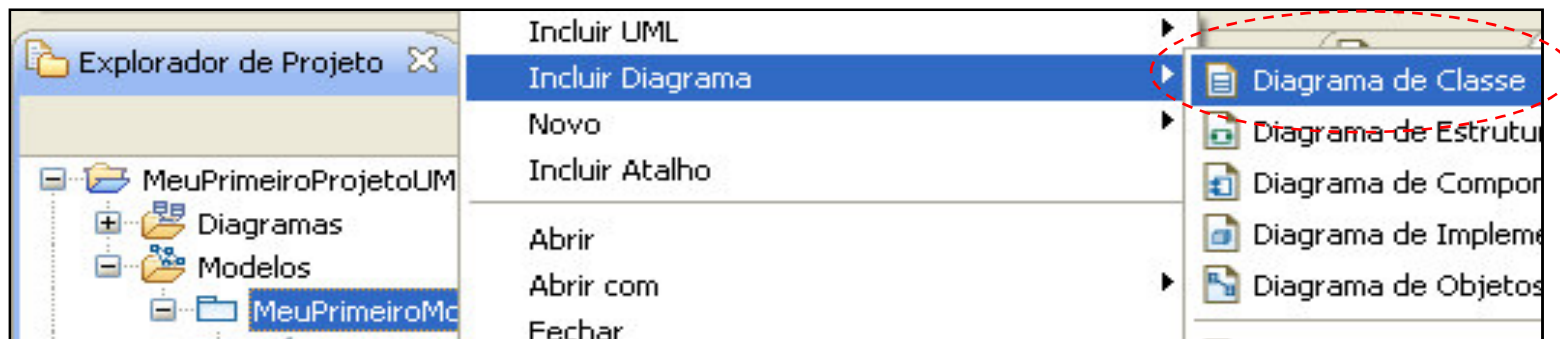 Explorador de Projeto
MeuPrimeiroProjetoUM
Diagramas
Modelos
MeuPrimeiroMo
Incluir UML
Incluir Diagrama
Novo
Incluir Atalho
Abrir
Abrir com
Fechar
Diagrama de Classe
Diagrama de Estrutur
Diagrama de Compor
Diagrama de Impleme
Diagrama de Objetos